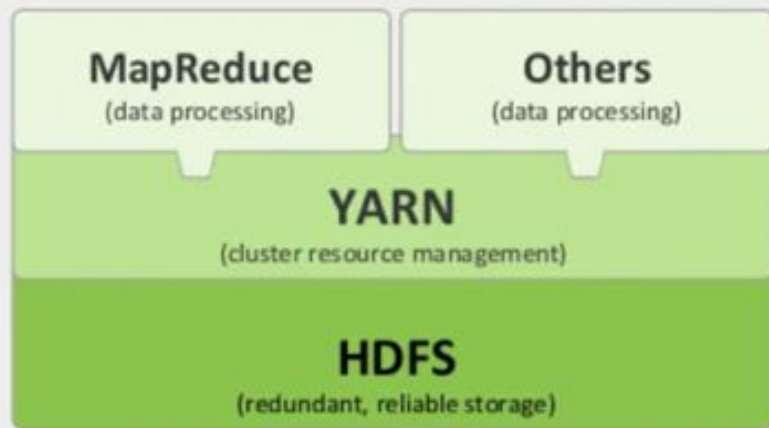 MapReduce
(data processing)
Others
(data processing)
YARN
(cluster resource management)
HDFS
(redundant, reliable storage)